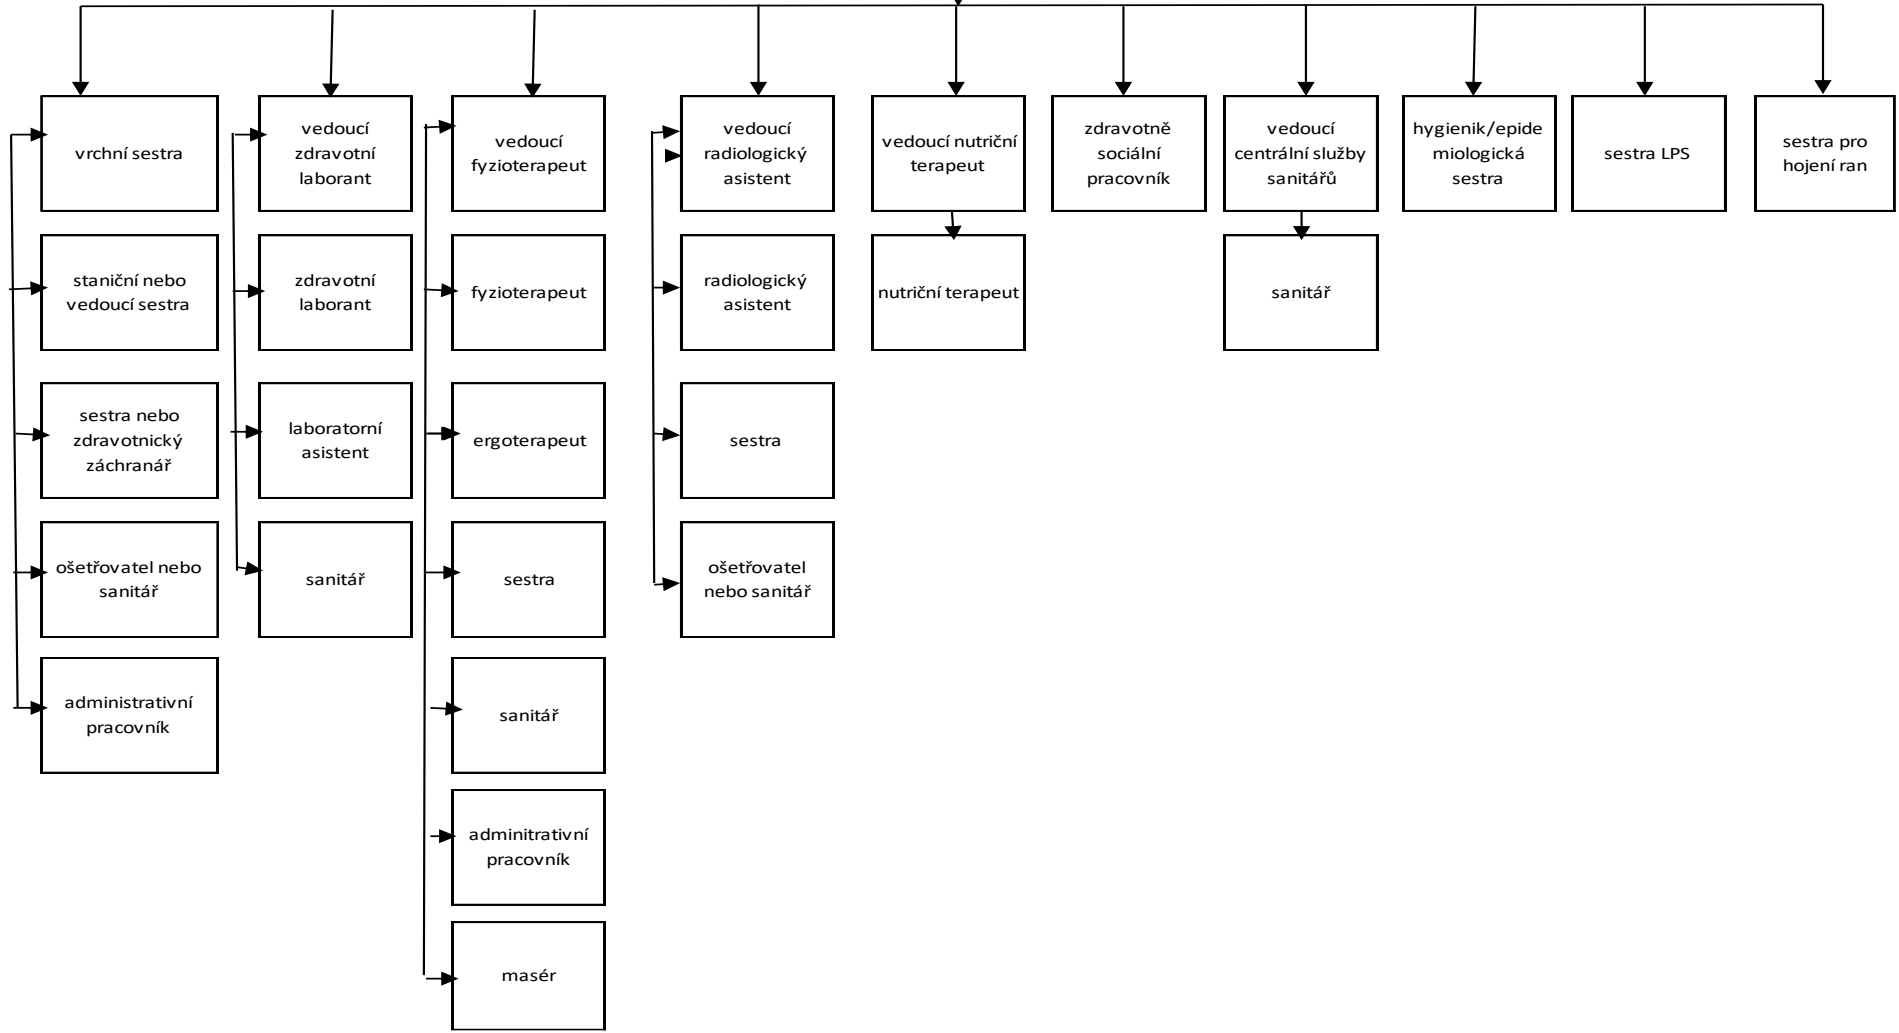 vrchní sestra
staniční nebo
vedoucí sestra
sestra nebo
zdravotnický
záchranář
ošetřovatel nebo
sanitář
administrativní
pracovník
vedoucí
zdravotní
laborant
zdravotní
laborant
laboratorní
asistent
sanitář
vedoucí
fyzioterapeut
fyzioterapeut
ergoterapeut
sestra
sanitář
adminitrativní
pracovník
masér
vedoucí
radiologický
asistent
radiologický
asistent
sestra
ošetřovatel
nebo sanitář
vedoucí nutriční
terapeut
nutriční terapeut
zdravotně
sociální
pracovník
vedoucí
centrální služby
sanitářů
sanitář
hygienik/epide
miologická
sestra
sestra LPS
sestra pro
hojení ran